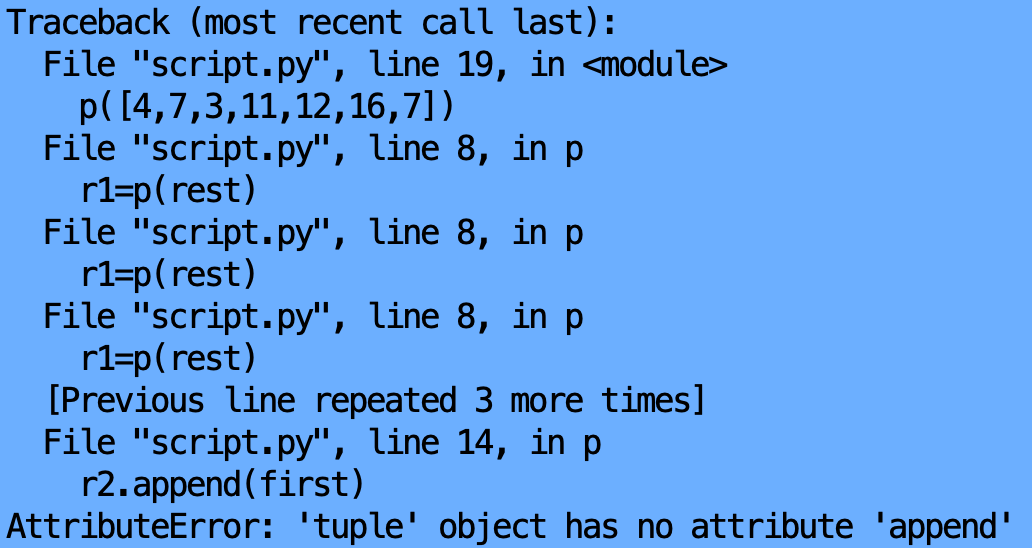 Traceback (most recent call last):
  File "script.py", line 19, in <module>
    p([4,7,3,11,12,16,7])
  File "script.py", line 8, in p
    r1=p(rest)
  File "script.py", line 8, in p
    r1=p(rest)
  File "script.py", line 8, in p
    r1=p(rest)
  [Previous line repeated 3 more times]
  File "script.py", line 14, in p
    r2.append(first)
AttributeError: 'tuple' object has no attribute 'append'